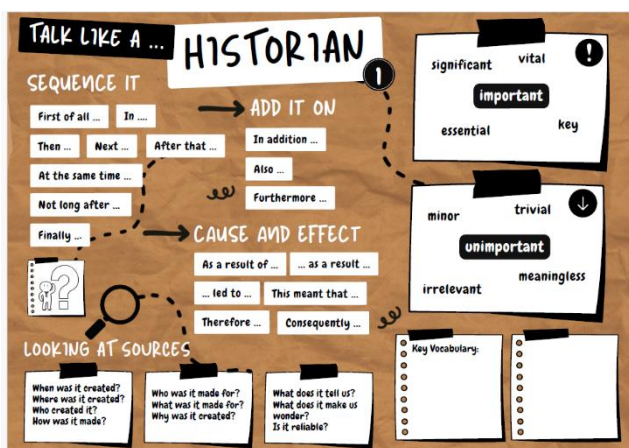 TALK LIKE A ...
HISTORIAN
1
SEQUENCE IT
First of all ...
In ....
Then ...
Next ...
After that ...
At the same time ...
Not long after ...
Finally ...
ADD IT ON
In addition ...
Also ...
Furthermore ...
CAUSE AND EFFECT
As a result of ...
... as a result ...
... led to ...
This meant that ...
Therefore ...
Consequently ...
!
significant
vital
important
essential
key
minor
trivial
unimportant
irrelevant
meaningless
?
LOOKING AT SOURCES
When was it created?
Where was it created?
Who created it?
How was it made?
Who was it made for?
What was it made for?
Why was it created?
What does it tell us?
What does it make us
wonder?
Is it reliable?
Key Vocabulary: